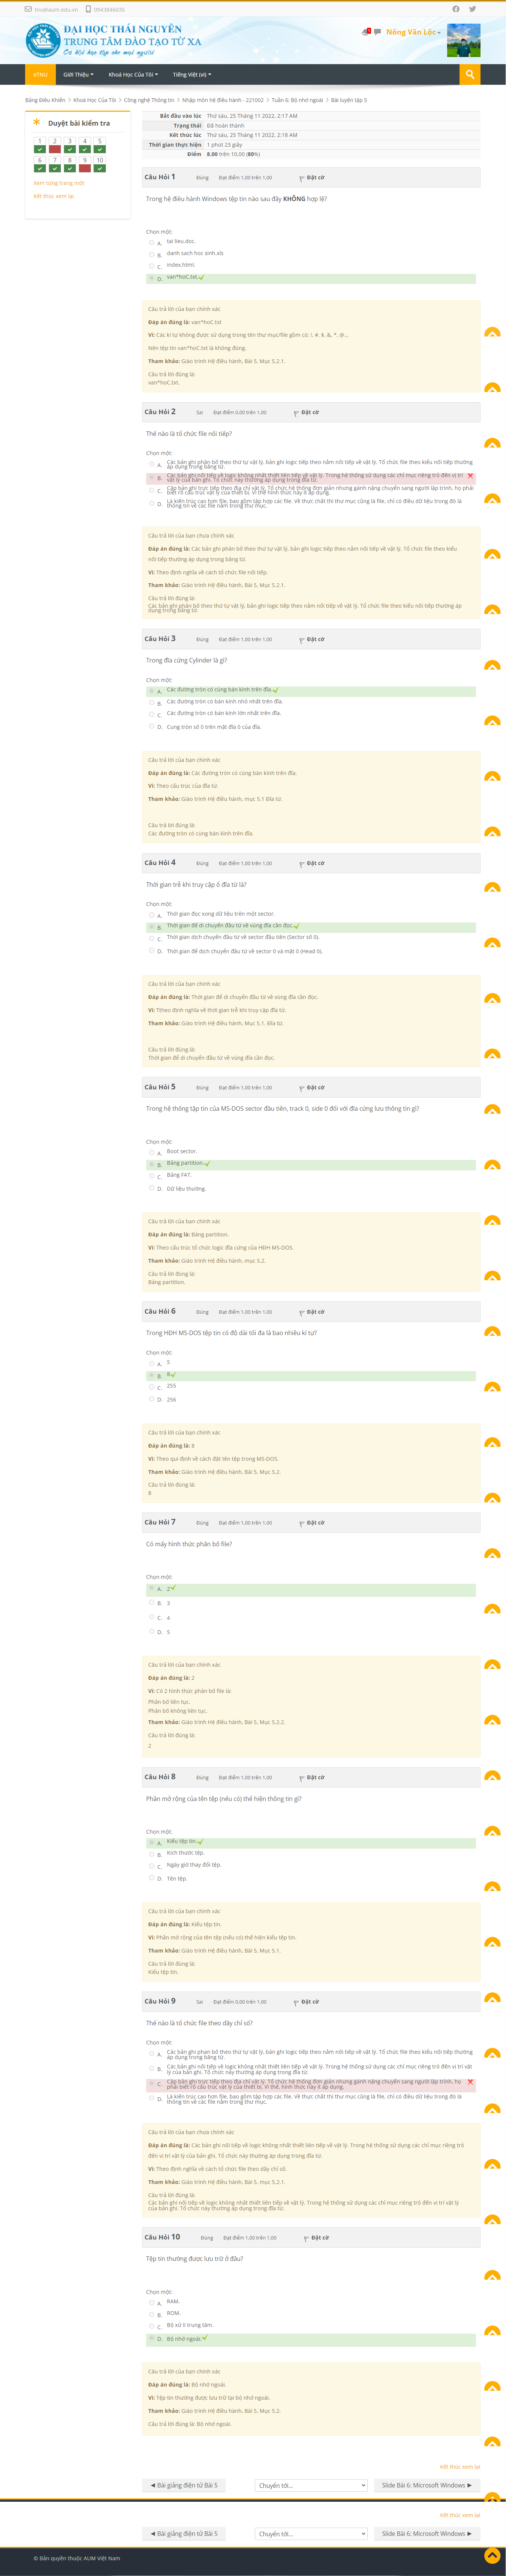 tnu@aum.edu.vn 0943846635
ĐẠI HỌC THÁI NGUYÊN
TRUNG TÂM ĐÀO TẠO TỪ XA
Nông Văn Lộc
eTNU Giới Thiệu Khoá Học Của Tôi Tiếng Việt (vi)
Bảng Điều Khiển > Khoá Học Của Tôi > Công nghệ Thông tin > Nhập môn hệ điều hành - 221002 > Tuần 6: Bộ nhớ ngoài > Bài luyện tập 5
Duyệt bài kiểm tra
1 2 3 4 5
6 7 8 9 10
Xem từng trang một
Kết thúc xem lại
Bắt đầu vào lúc Thứ sáu, 25 Tháng 11 2022, 2:17 AM
Trạng thái Đã hoàn thành
Kết thúc lúc Thứ sáu, 25 Tháng 11 2022, 2:18 AM
Thời gian thực hiện 1 phút 23 giây
Điểm 8,00 trên 10,00 (80%)
Câu Hỏi 1 Đúng Đạt điểm 1,00 trên 1,00 Đặt cờ
Trong hệ điều hành Windows tệp tin nào sau đây KHÔNG hợp lệ?
Chọn một:
A. tai lieu.doc.
B. danh sach hoc sinh.xls
C. index.html.
D. van*hoC.txt.
Câu trả lời của bạn chính xác
Đáp án đúng là: van*hoC.txt
Vì: Các kí tự không được sử dụng trong tên thư mục/file gồm có: !, #, $, &, *, @...
Nên tệp tin van*hoC.txt là không đúng.
Tham khảo: Giáo trình Hệ điều hành, Bài 5, Mục 5.2.1.
Câu trả lời đúng là:
van*hoC.txt.
Câu Hỏi 2 Sai Đạt điểm 0,00 trên 1,00 Đặt cờ
Thế nào là tổ chức file nối tiếp?
Chọn một:
A. Các bản ghi phân bố theo thứ tự vật lý, bản ghi logic tiếp theo nằm nối tiếp về vật lý. Tổ chức file theo kiểu nối tiếp thường
áp dụng trong băng từ.
B. Các bản ghi nối tiếp về logic không nhất thiết liên tiếp về vật lý. Trong hệ thống sử dụng các chỉ mục riêng trỏ đến vị trí
vật lý của bản ghi. Tổ chức này thường áp dụng trong đĩa từ.
C. Cặp bản ghi trực tiếp theo địa chỉ vật lý. Tổ chức hệ thống đơn giản nhưng gánh nặng chuyển sang người lập trình, họ phải
biết rõ cấu trúc vật lý của thiết bị. Vì thế hình thức này ít áp dụng.
D. Là kiến trúc cao hơn file, bao gồm tập hợp các file. Về thực chất thì thư mục cũng là file, chỉ có điều dữ liệu trong đó là
thông tin về các file nằm trong thư mục.
Câu trả lời của bạn chưa chính xác
Đáp án đúng là: Các bản ghi phân bố theo thứ tự vật lý, bản ghi logic tiếp theo nằm nối tiếp về vật lý. Tổ chức file theo kiểu
nối tiếp thường áp dụng trong băng từ.
Vì: Theo định nghĩa về cách tổ chức file nối tiếp.
Tham khảo: Giáo trình Hệ điều hành, Bài 5, Mục 5.2.1.
Câu trả lời đúng là:
Các bản ghi phân bố theo thứ tự vật lý, bản ghi logic tiếp theo nằm nối tiếp về vật lý. Tổ chức file theo kiểu nối tiếp thường áp
dụng trong băng từ.
Câu Hỏi 3 Đúng Đạt điểm 1,00 trên 1,00 Đặt cờ
Trong đĩa cứng Cylinder là gì?
Chọn một:
A. Các đường tròn có cùng bán kính trên đĩa.
B. Các đường tròn có bán kính nhỏ nhất trên đĩa.
C. Các đường tròn có bán kính lớn nhất trên đĩa.
D. Cung tròn số 0 trên mặt đĩa 0 của đĩa.
Câu trả lời của bạn chính xác
Đáp án đúng là: Các đường tròn có cùng bán kính trên đĩa.
Vì: Theo cấu trúc của đĩa từ.
Tham khảo: Giáo trình Hệ điều hành, mục 5.1 Đĩa từ.
Câu trả lời đúng là:
Các đường tròn có cùng bán kính trên đĩa.
Câu Hỏi 4 Đúng Đạt điểm 1,00 trên 1,00 Đặt cờ
Thời gian trễ khi truy cập ổ đĩa từ là?
Chọn một:
A. Thời gian đọc xong dữ liệu trên một sector.
B. Thời gian để di chuyển đầu từ về vùng đĩa cần đọc.
C. Thời gian dịch chuyển đầu từ về sector đầu tiên (Sector số 0).
D. Thời gian để dịch chuyển đầu từ về sector 0 và mặt 0 (Head 0).
Câu trả lời của bạn chính xác
Đáp án đúng là: Thời gian để di chuyển đầu từ về vùng đĩa cần đọc.
Vì: Ttheo định nghĩa về thời gian trễ khi truy cập đĩa từ.
Tham khảo: Giáo trình Hệ điều hành, Mục 5.1. Đĩa từ.
Câu trả lời đúng là:
Thời gian để di chuyển đầu từ về vùng đĩa cần đọc.
Câu Hỏi 5 Đúng Đạt điểm 1,00 trên 1,00 Đặt cờ
Trong hệ thống tập tin của MS-DOS sector đầu tiên, track 0, side 0 đối với đĩa cứng lưu thông tin gì?
Chọn một:
A. Boot sector.
B. Bảng partition.
C. Bảng FAT.
D. Dữ liệu thường.
Câu trả lời của bạn chính xác
Đáp án đúng là: Bảng partition.
Vì: Theo cấu trúc tổ chức logic đĩa cứng của HĐH MS-DOS.
Tham khảo: Giáo trình Hệ điều hành, mục 5.2.
Câu trả lời đúng là:
Bảng partition.
Câu Hỏi 6 Đúng Đạt điểm 1,00 trên 1,00 Đặt cờ
Trong HĐH MS-DOS tệp tin có độ dài tối đa là bao nhiêu kí tự?
Chọn một:
A. 5
B. 8
C. 255
D. 256
Câu trả lời của bạn chính xác
Đáp án đúng là: 8
Vì: Theo qui định về cách đặt tên tệp trong MS-DOS.
Tham khảo: Giáo trình Hệ điều hành, Bài 5, Mục 5.2.
Câu trả lời đúng là:
8
Câu Hỏi 7 Đúng Đạt điểm 1,00 trên 1,00 Đặt cờ
Có mấy hình thức phân bố file?
Chọn một:
A. 2
B. 3
C. 4
D. 5
Câu trả lời của bạn chính xác
Đáp án đúng là: 2
Vì: Có 2 hình thức phân bố file là:
Phân bố liên tục.
Phân bố không liên tục.
Tham khảo: Giáo trình Hệ điều hành, Bài 5, Mục 5.2.2.
Câu trả lời đúng là:
2
Câu Hỏi 8 Đúng Đạt điểm 1,00 trên 1,00 Đặt cờ
Phần mở rộng của tên tệp (nếu có) thể hiện thông tin gì?
Chọn một:
A. Kiểu tệp tin.
B. Kích thước tệp.
C. Ngày giờ thay đổi tệp.
D. Tên tệp.
Câu trả lời của bạn chính xác
Đáp án đúng là: Kiểu tệp tin.
Vì: Phần mở rộng của tên tệp (nếu có) thể hiện kiểu tệp tin.
Tham khảo: Giáo trình Hệ điều hành, Bài 5, Mục 5.1.
Câu trả lời đúng là:
Kiểu tệp tin.
Câu Hỏi 9 Sai Đạt điểm 0,00 trên 1,00 Đặt cờ
Thế nào là tổ chức file theo dãy chỉ số?
Chọn một:
A. Các bản ghi phan bố theo thứ tự vật lý, bản ghi logic tiếp theo nằm nối tiếp về vật lý. Tổ chức file theo kiểu nối tiếp thường
áp dụng trong băng từ.
B. Các bản ghi nối tiếp về logic không nhất thiết liên tiếp về vật lý. Trong hệ thống sử dụng các chỉ mục riêng trỏ đến vị trí vật
lý của bản ghi. Tổ chức này thường áp dụng trong đĩa từ.
C. Cặp bản ghi trực tiếp theo địa chỉ vật lý. Tổ chức hệ thống đơn giản nhưng gánh nặng chuyển sang người lập trình, họ
phải biết rõ cấu trúc vật lý của thiết bị. Vì thế, hình thức này ít áp dụng.
D. Là kiến trúc cao hơn file, bao gồm tập hợp các file. Về thực chất thì thư mục cũng là file, chỉ có điều dữ liệu trong đó là
thông tin về các file nằm trong thư mục.
Câu trả lời của bạn chưa chính xác
Đáp án đúng là: Các bản ghi nối tiếp về logic không nhất thiết liên tiếp về vật lý. Trong hệ thống sử dụng các chỉ mục riêng trỏ
đến vị trí vật lý của bản ghi. Tổ chức này thường áp dụng trong đĩa từ.
Vì: Theo định nghĩa về cách tổ chức file theo dãy chỉ số.
Tham khảo: Giáo trình Hệ điều hành, Bài 5, mục 5.2.1.
Câu trả lời đúng là:
Các bản ghi nối tiếp về logic không nhất thiết liên tiếp về vật lý. Trong hệ thống sử dụng các chỉ mục riêng trỏ đến vị trí vật lý
của bản ghi. Tổ chức này thường áp dụng trong đĩa từ.
Câu Hỏi 10 Đúng Đạt điểm 1,00 trên 1,00 Đặt cờ
Tệp tin thường được lưu trữ ở đâu?
Chọn một:
A. RAM.
B. ROM.
C. Bộ xử lí trung tâm.
D. Bộ nhớ ngoài.
Câu trả lời của bạn chính xác
Đáp án đúng là: Bộ nhớ ngoài.
Vì: Tệp tin thường được lưu trữ tại bộ nhớ ngoài.
Tham khảo: Giáo trình Hệ điều hành, Bài 5, Mục 5.2.
Câu trả lời đúng là: Bộ nhớ ngoài.
Kết thúc xem lại
◄ Bài giảng điện tử Bài 5 Chuyển tới... Slide Bài 6: Microsoft Windows ►
Kết thúc xem lại
◄ Bài giảng điện tử Bài 5 Chuyển tới... Slide Bài 6: Microsoft Windows ►
© Bản quyền thuộc AUM Việt Nam